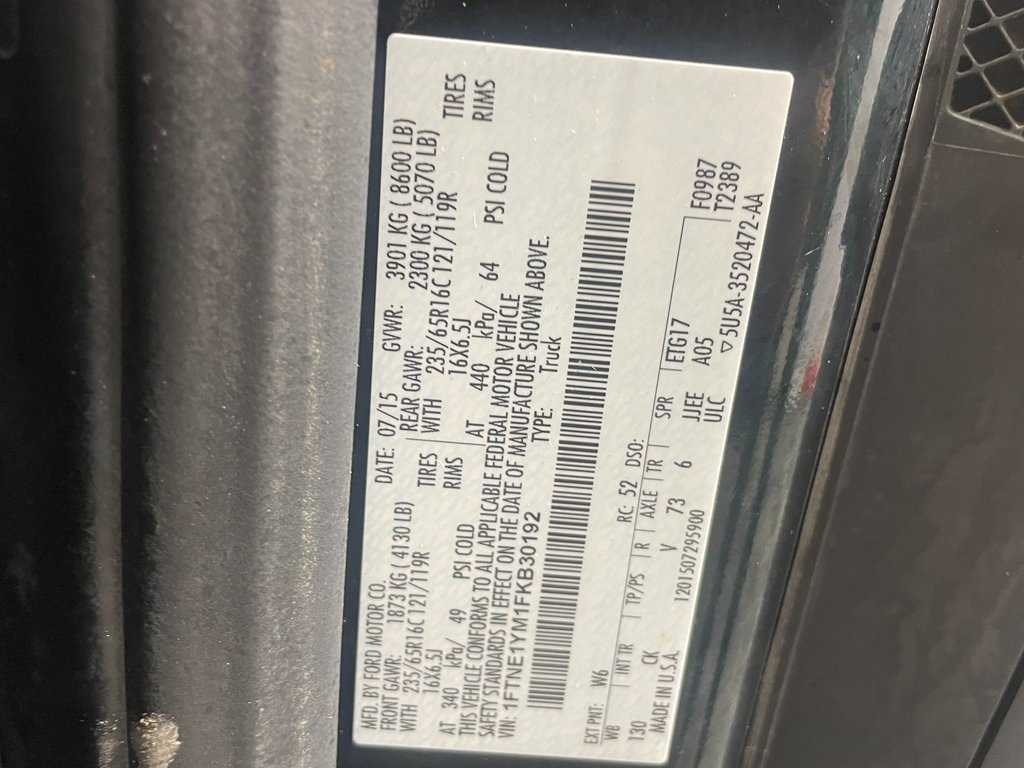 MFD. BY FORD MOTOR CO.
DATE: 07/15 GVWR: 3901 KG ( 8600 LB)
FRONT GAWR: 1873 KG ( 4130 LB) REAR GAWR: 2300 KG ( 5070 LB)
WITH 235/65R16C 121/119R TIRES WITH 235/65R16C 121/119R TIRES
16X6.5J RIMS 16X6.5J RIMS
AT 340 kPa/ 49 PSI COLD AT 440 kPa/ 64 PSI COLD
THIS VEHICLE CONFORMS TO ALL APPLICABLE FEDERAL MOTOR VEHICLE
SAFETY STANDARDS IN EFFECT ON THE DATE OF MANUFACTURE SHOWN ABOVE.
VIN: 1FTNE1YM1FKB30192 TYPE: Truck
EXT PNT: W6 RC: 52 DSO:
WB INT TR TP/PS R AXLE TR SPR ETG17 F0987
130 CK V 73 6 JJEE A05 T2389
MADE IN U.S.A. 1201507295900 ULC
▽5U5A-3520472-AA